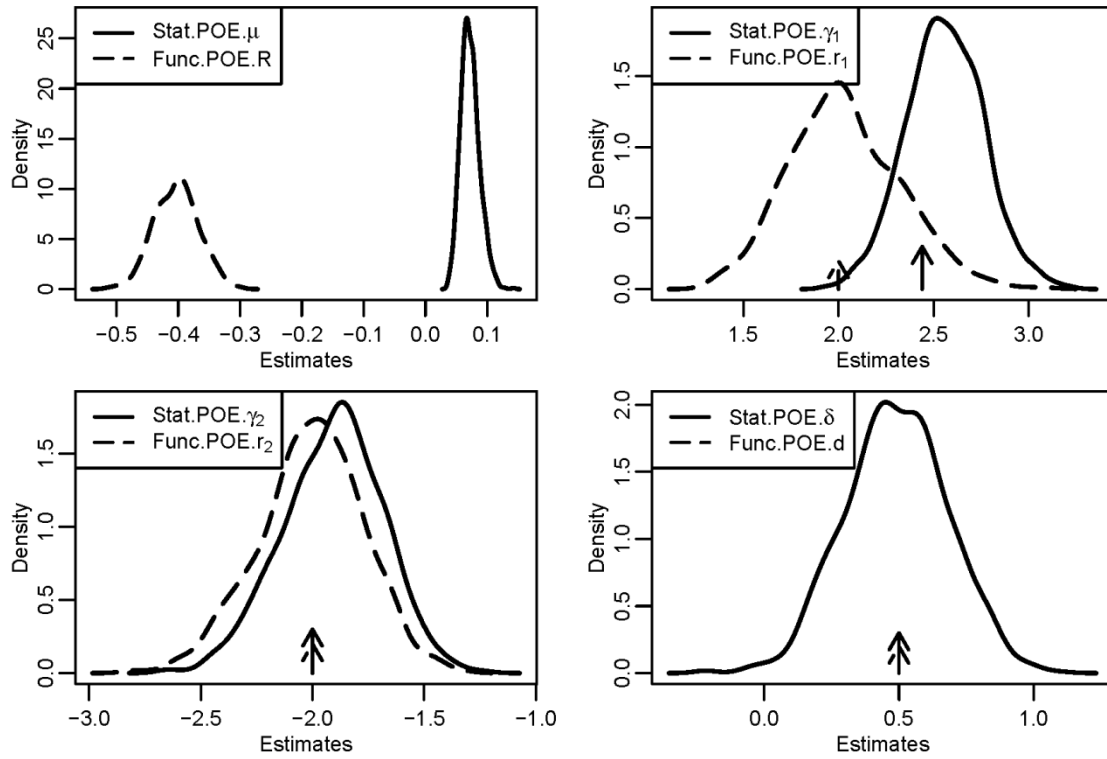 Stat.POE.μ
Func.POE.R
Density
0 5 10 15 20 25
−0.5 −0.4 −0.3 −0.2 −0.1 0.0 0.1
Estimates
Stat.POE.γ₁
Func.POE.r₁
Density
0.0 0.5 1.0 1.5
1.5 2.0 2.5 3.0
Estimates
Stat.POE.γ₂
Func.POE.r₂
Density
0.0 0.5 1.0 1.5
−3.0 −2.5 −2.0 −1.5 −1.0
Estimates
Stat.POE.δ
Func.POE.d
Density
0.0 0.5 1.0 1.5 2.0
0.0 0.5 1.0
Estimates